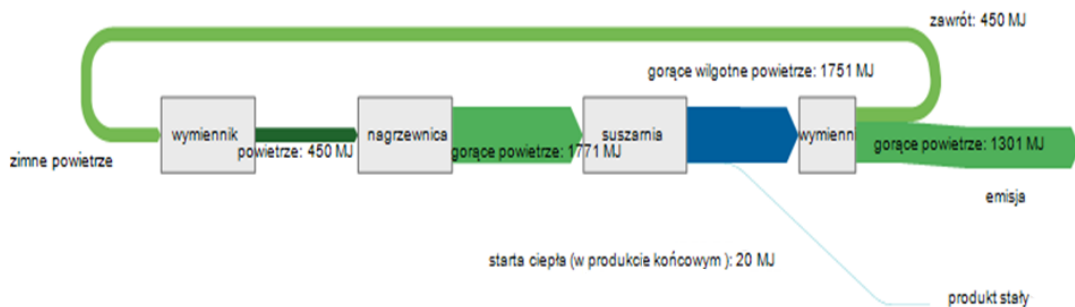 zawrót: 450 MJ
gorące wilgotne powietrze: 1751 MJ
wymiennik
nagrzewnica
suszarnia
wymienni
zimne powietrze
powietrze: 450 MJ
gorące powietrze: 1771 MJ
gorące powietrze: 1301 MJ
emisja
starta ciepła (w produkcie końcowym ): 20 MJ
produkt stały